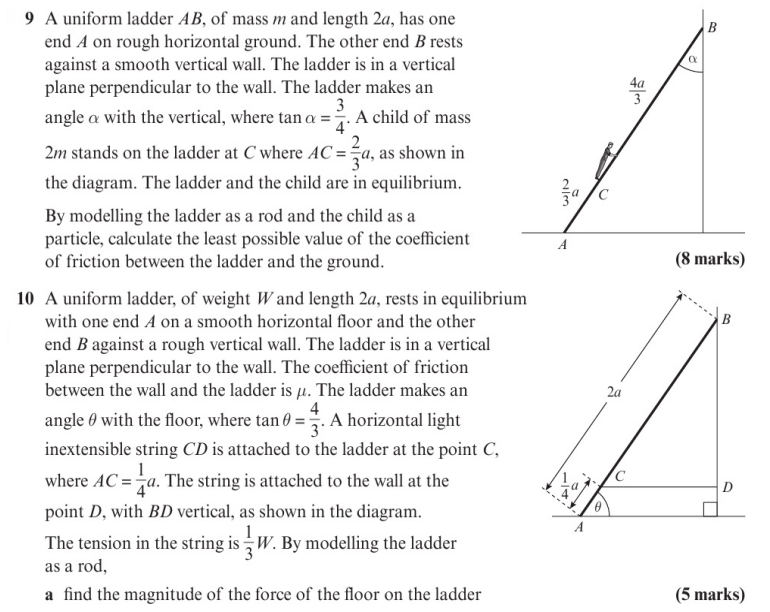 9 A uniform ladder AB, of mass m and length 2a, has one
end A on rough horizontal ground. The other end B rests
against a smooth vertical wall. The ladder is in a vertical
plane perpendicular to the wall. The ladder makes an
angle α with the vertical, where tan α = 3/4. A child of mass
2m stands on the ladder at C where AC = 2/3 a, as shown in
the diagram. The ladder and the child are in equilibrium.
By modelling the ladder as a rod and the child as a
particle, calculate the least possible value of the coefficient
of friction between the ladder and the ground.
(8 marks)
B
α
4a/3
2/3 a
C
A
10 A uniform ladder, of weight W and length 2a, rests in equilibrium
with one end A on a smooth horizontal floor and the other
end B against a rough vertical wall. The ladder is in a vertical
plane perpendicular to the wall. The coefficient of friction
between the wall and the ladder is μ. The ladder makes an
angle θ with the floor, where tan θ = 4/3. A horizontal light
inextensible string CD is attached to the ladder at the point C,
where AC = 1/4 a. The string is attached to the wall at the
point D, with BD vertical, as shown in the diagram.
The tension in the string is 1/3 W. By modelling the ladder
as a rod,
a find the magnitude of the force of the floor on the ladder
(5 marks)
B
2a
1/4 a
C
D
θ
A